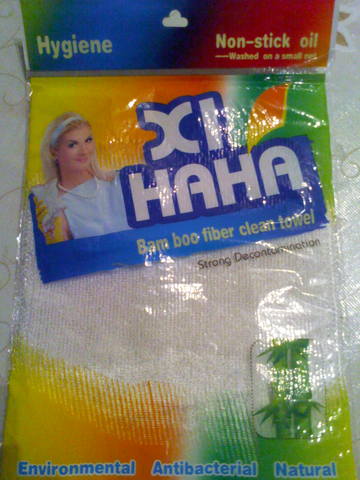 Hygiene
Non-stick oil
Washed on a small
XI
HAHA
Bam boo fiber clean towel
Strong Decontamination
Environmental Antibacterial Natural